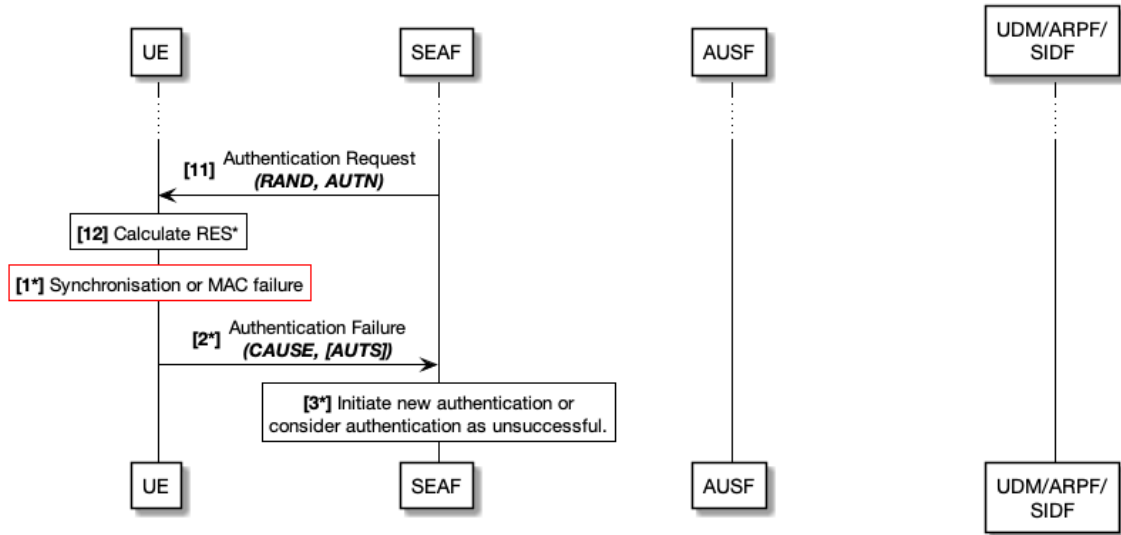 UE
SEAF
AUSF
UDM/ARPF/
SIDF
[11] Authentication Request
(RAND, AUTN)
[12] Calculate RES*
[1*] Synchronisation or MAC failure
[2*] Authentication Failure
(CAUSE, [AUTS])
[3*] Initiate new authentication or
consider authentication as unsuccessful.
UE
SEAF
AUSF
UDM/ARPF/
SIDF